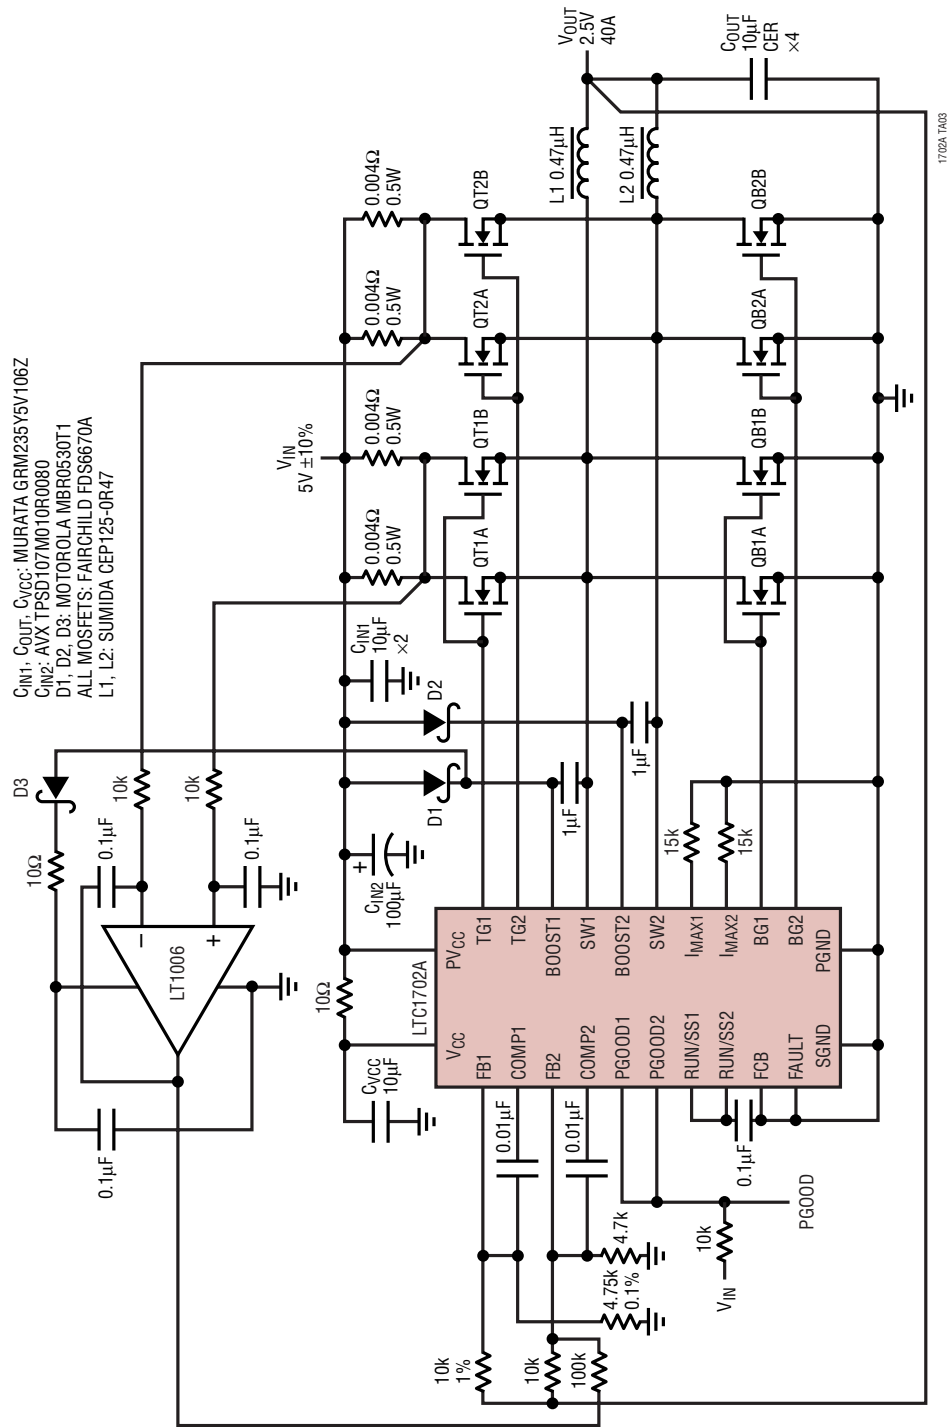 CIN1, COUT, CVCC: MURATA GRM235Y5V106Z
CIN2: AVX TPSD107M010R0080
D1, D2, D3: MOTOROLA MBR0530T1
ALL MOSFETS: FAIRCHILD FDS6670A
L1, L2: SUMIDA CEP125-0R47
D3
10Ω
0.1µF
10k
10k
0.1µF
–
+
LT1006
0.1µF
VIN
5V ±10%
0.004Ω
0.5W
0.004Ω
0.5W
0.004Ω
0.5W
0.004Ω
0.5W
CIN1
10µF
×2
+
CIN2
100µF
10Ω
CVCC
10µF
D1
D2
1µF
1µF
QT1A
QT1B
QT2A
QT2B
L1 0.47µH
L2 0.47µH
VOUT
2.5V
40A
COUT
10µF
CER
×4
QB1A
QB1B
QB2A
QB2B
LTC1702A
VCC
PVCC
FB1
COMP1
FB2
COMP2
PGOOD1
PGOOD2
RUN/SS1
RUN/SS2
FCB
FAULT
SGND
TG1
TG2
BOOST1
SW1
BOOST2
SW2
IMAX1
IMAX2
BG1
BG2
PGND
15k
15k
0.01µF
0.01µF
0.1µF
10k
1%
10k
100k
4.75k
0.1%
4.7k
10k
VIN
PGOOD
1702A TA03